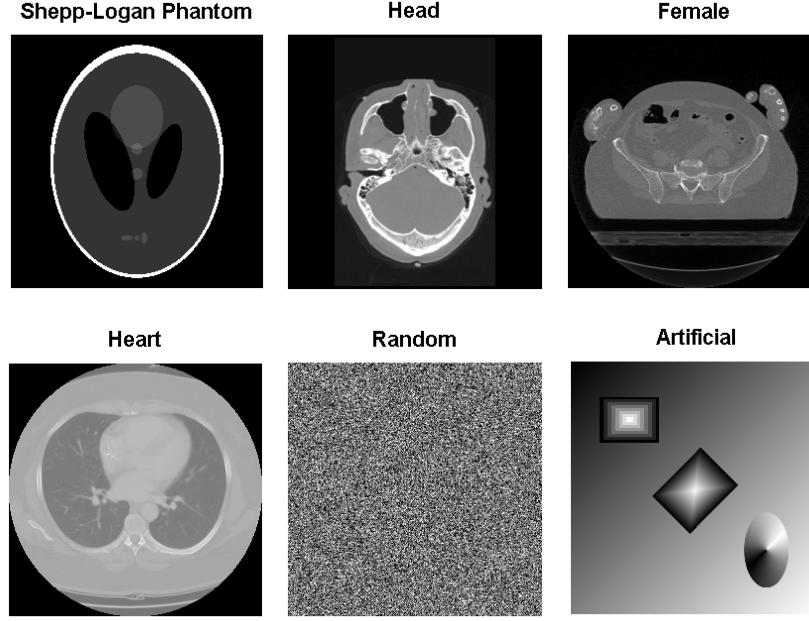 Shepp-Logan Phantom
Head
Female
Heart
Random
Artificial